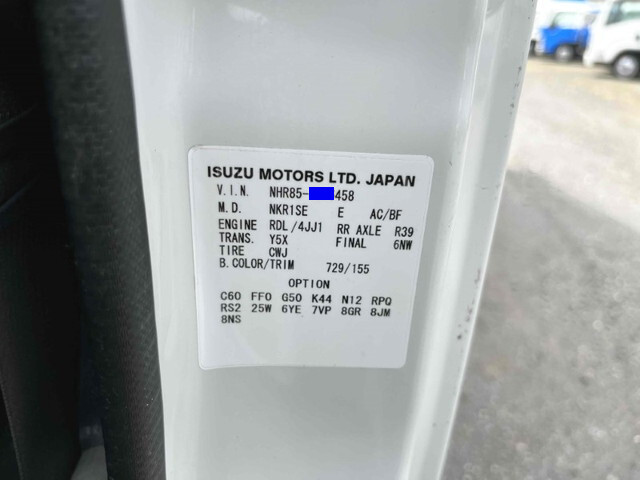 ISUZU MOTORS LTD. JAPAN
V.I.N. NHR85- 458
M.D. NKR1SE E AC/BF
ENGINE RDL/4JJ1 RR AXLE R39
TRANS. Y5X FINAL 6NW
TIRE CWJ
B.COLOR/TRIM 729/155
OPTION
C60 FF0 G50 K44 N12 RPQ
RS2 25W 6YE 7VP 8GR 8JM
8NS